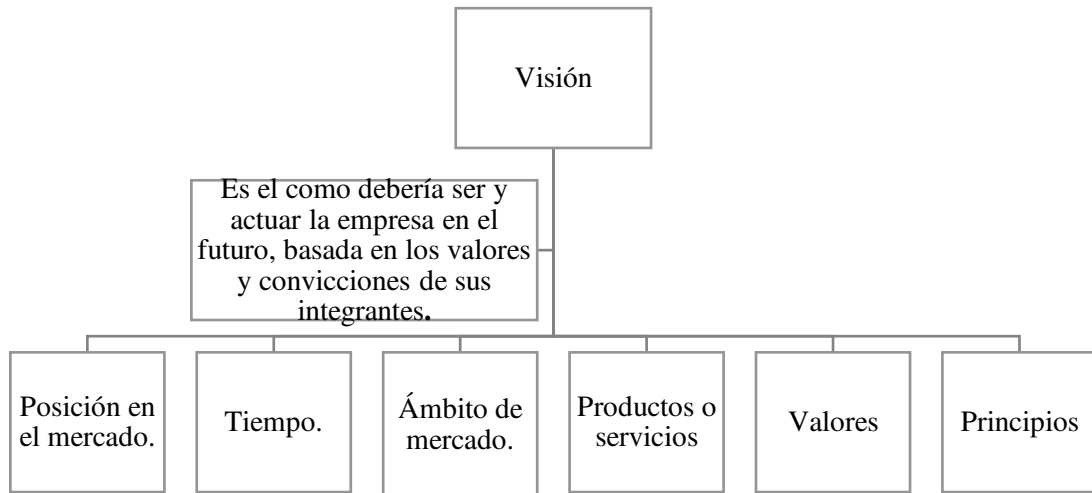 Visión
Es el como debería ser y
actuar la empresa en el
futuro, basada en los valores
y convicciones de sus
integrantes.
Posición en
el mercado.
Tiempo.
Ámbito de
mercado.
Productos o
servicios
Valores
Principios